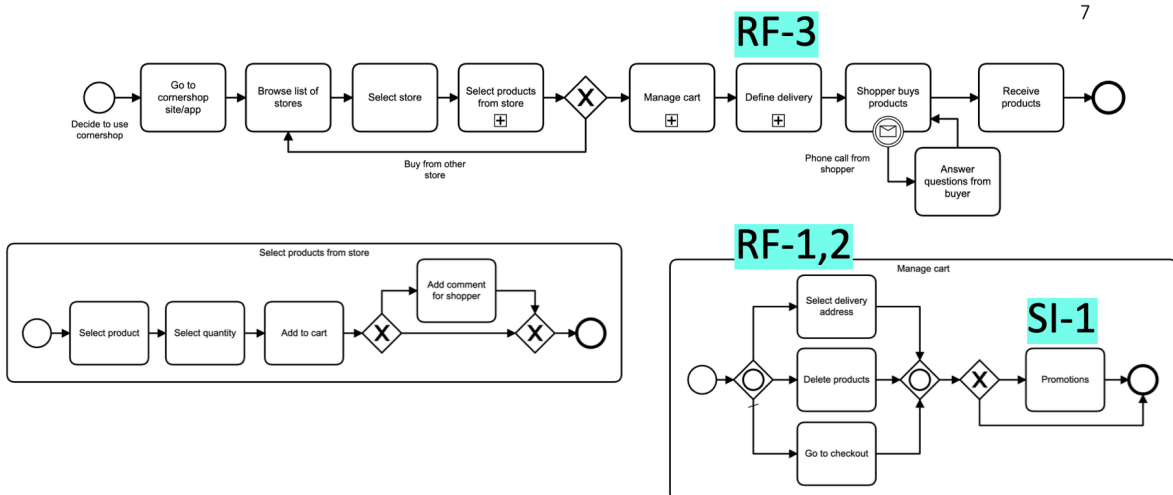 7
RF-3
Decide to use
cornershop
Go to
cornershop
site/app
Browse list of
stores
Select store
Select products
from store
X
Buy from other
store
Manage cart
Define delivery
Shopper buys
products
Phone call from
shopper
Answer
questions from
buyer
Receive
products
Select products from store
Select product
Select quantity
Add to cart
X
Add comment
for shopper
X
RF-1,2
Manage cart
Select delivery
address
Delete products
Go to checkout
X
SI-1
Promotions